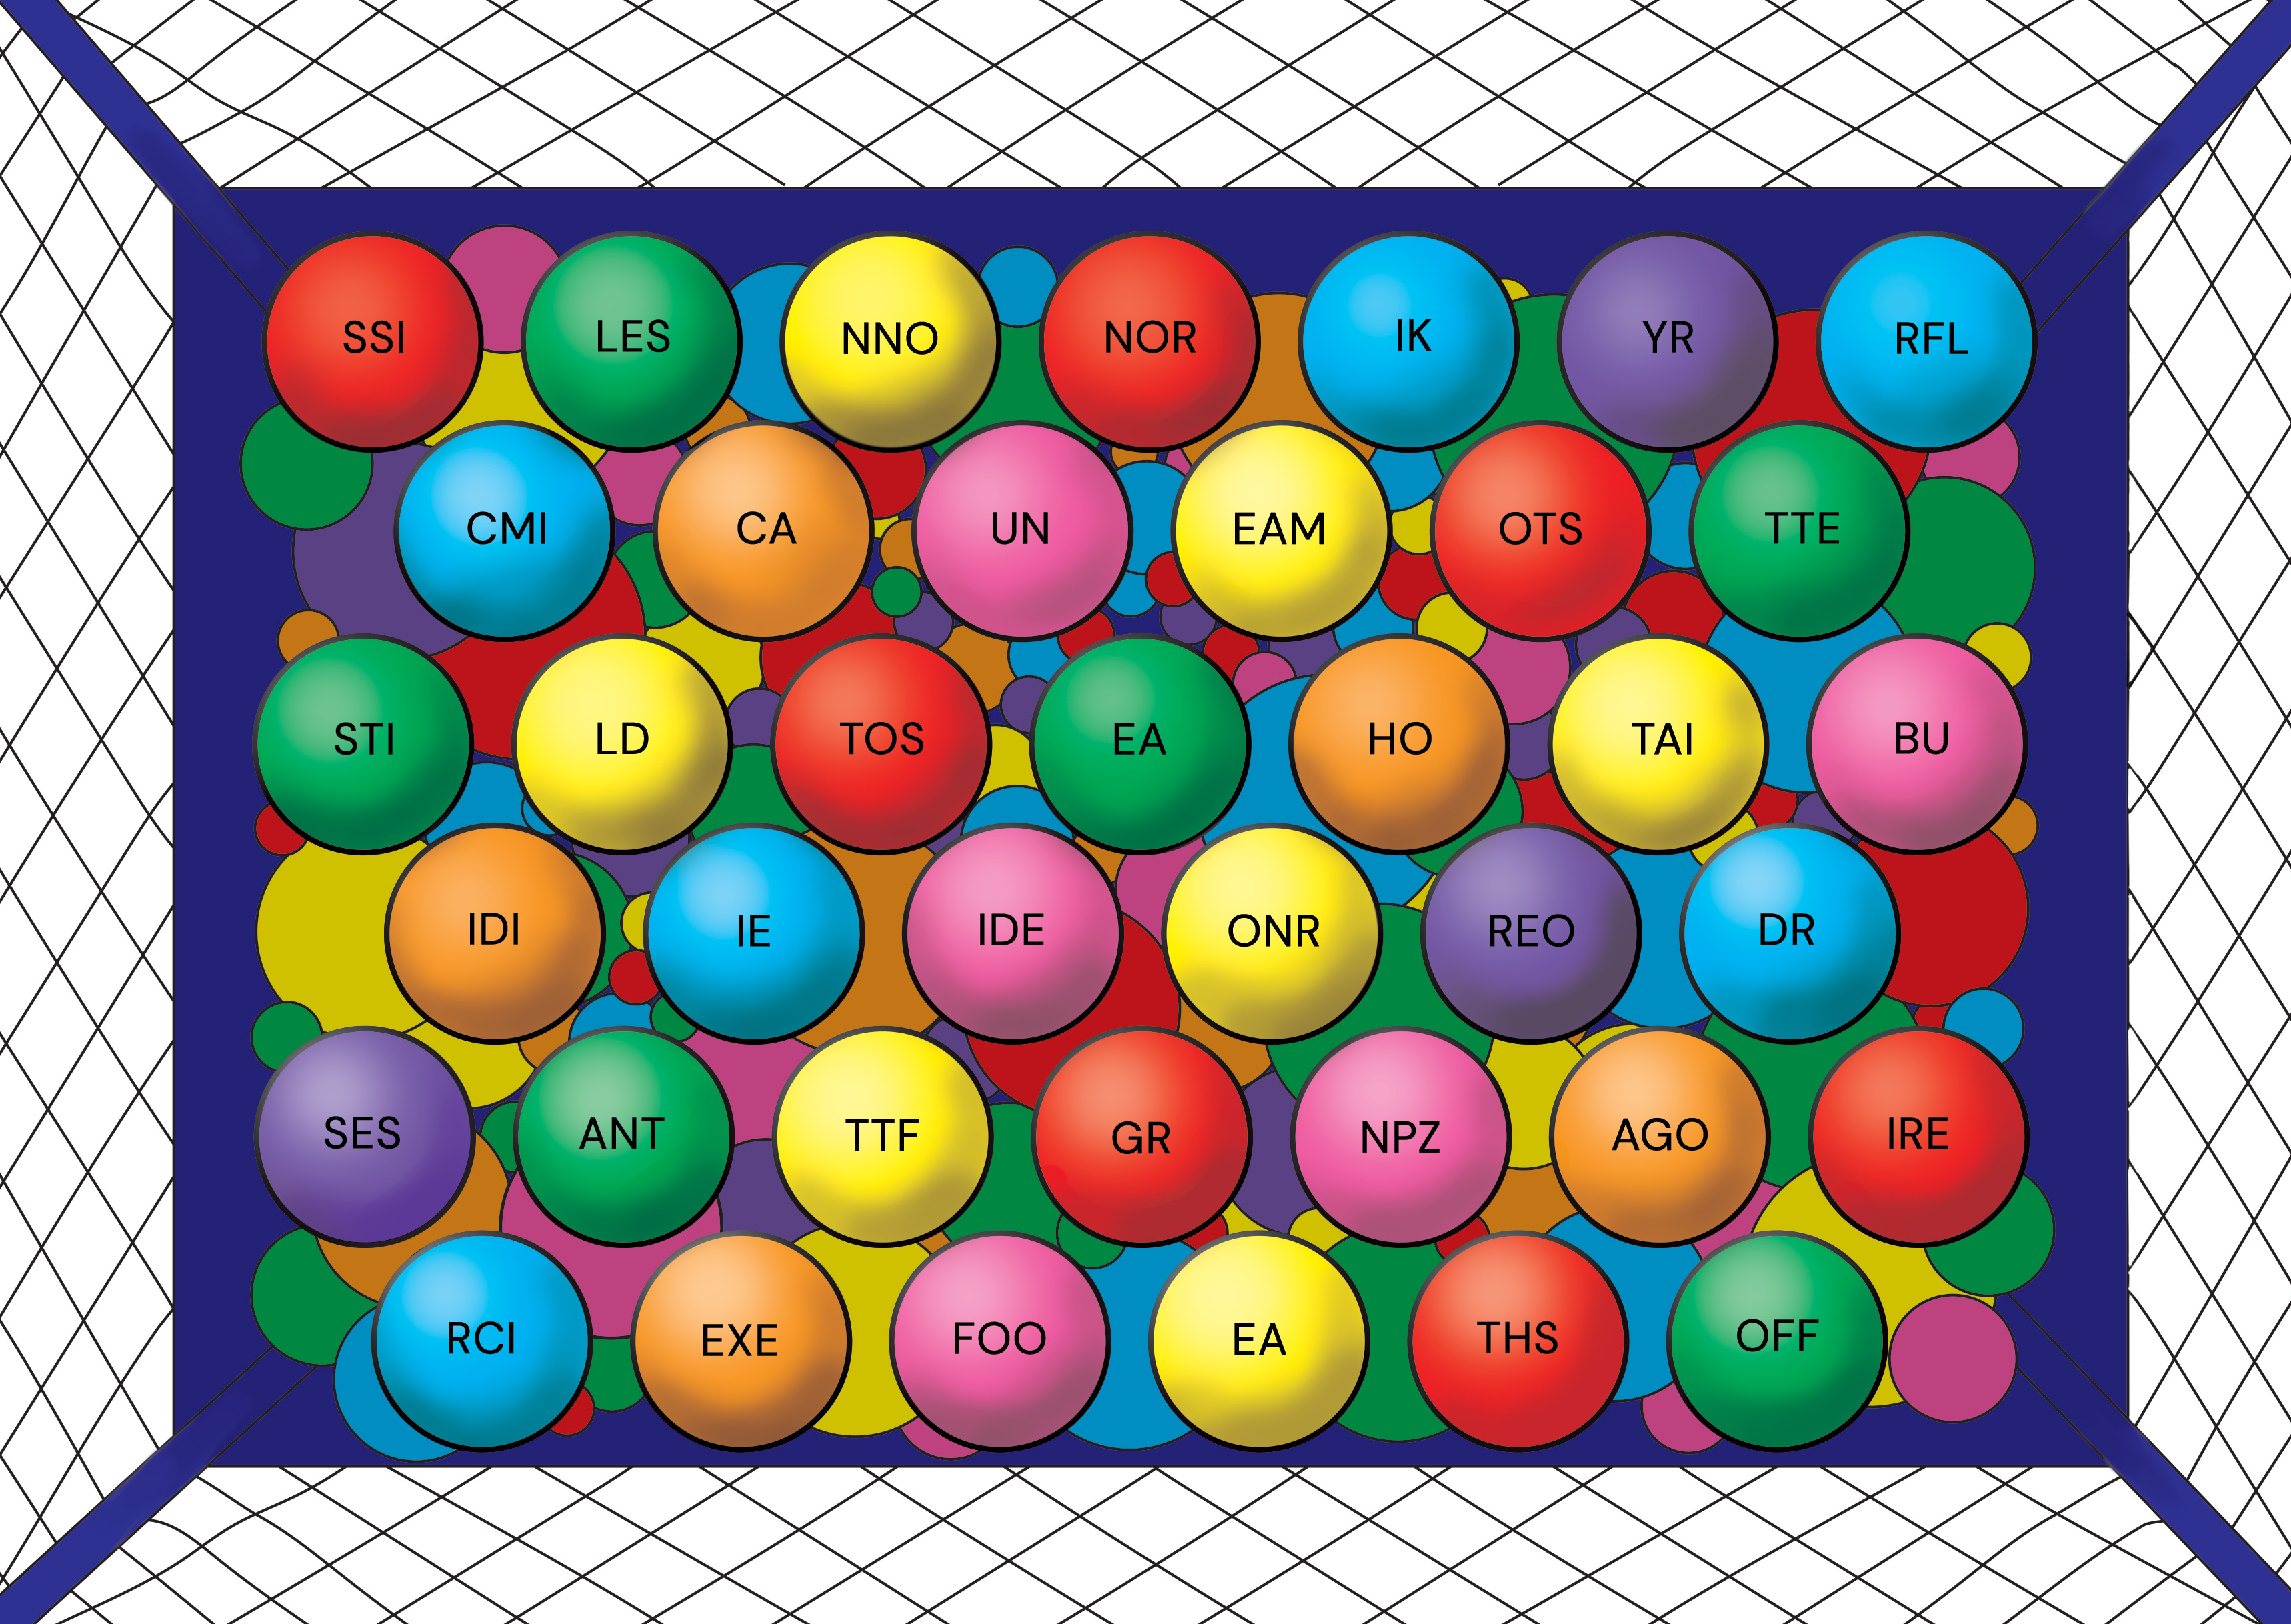 SSI LES NNO NOR IK YR RFL
CMI CA UN EAM OTS TTE
STI LD TOS EA HO TAI BU
IDI IE IDE ONR REO DR
SES ANT TTF GR NPZ AGO IRE
RCI EXE FOO EA THS OFF